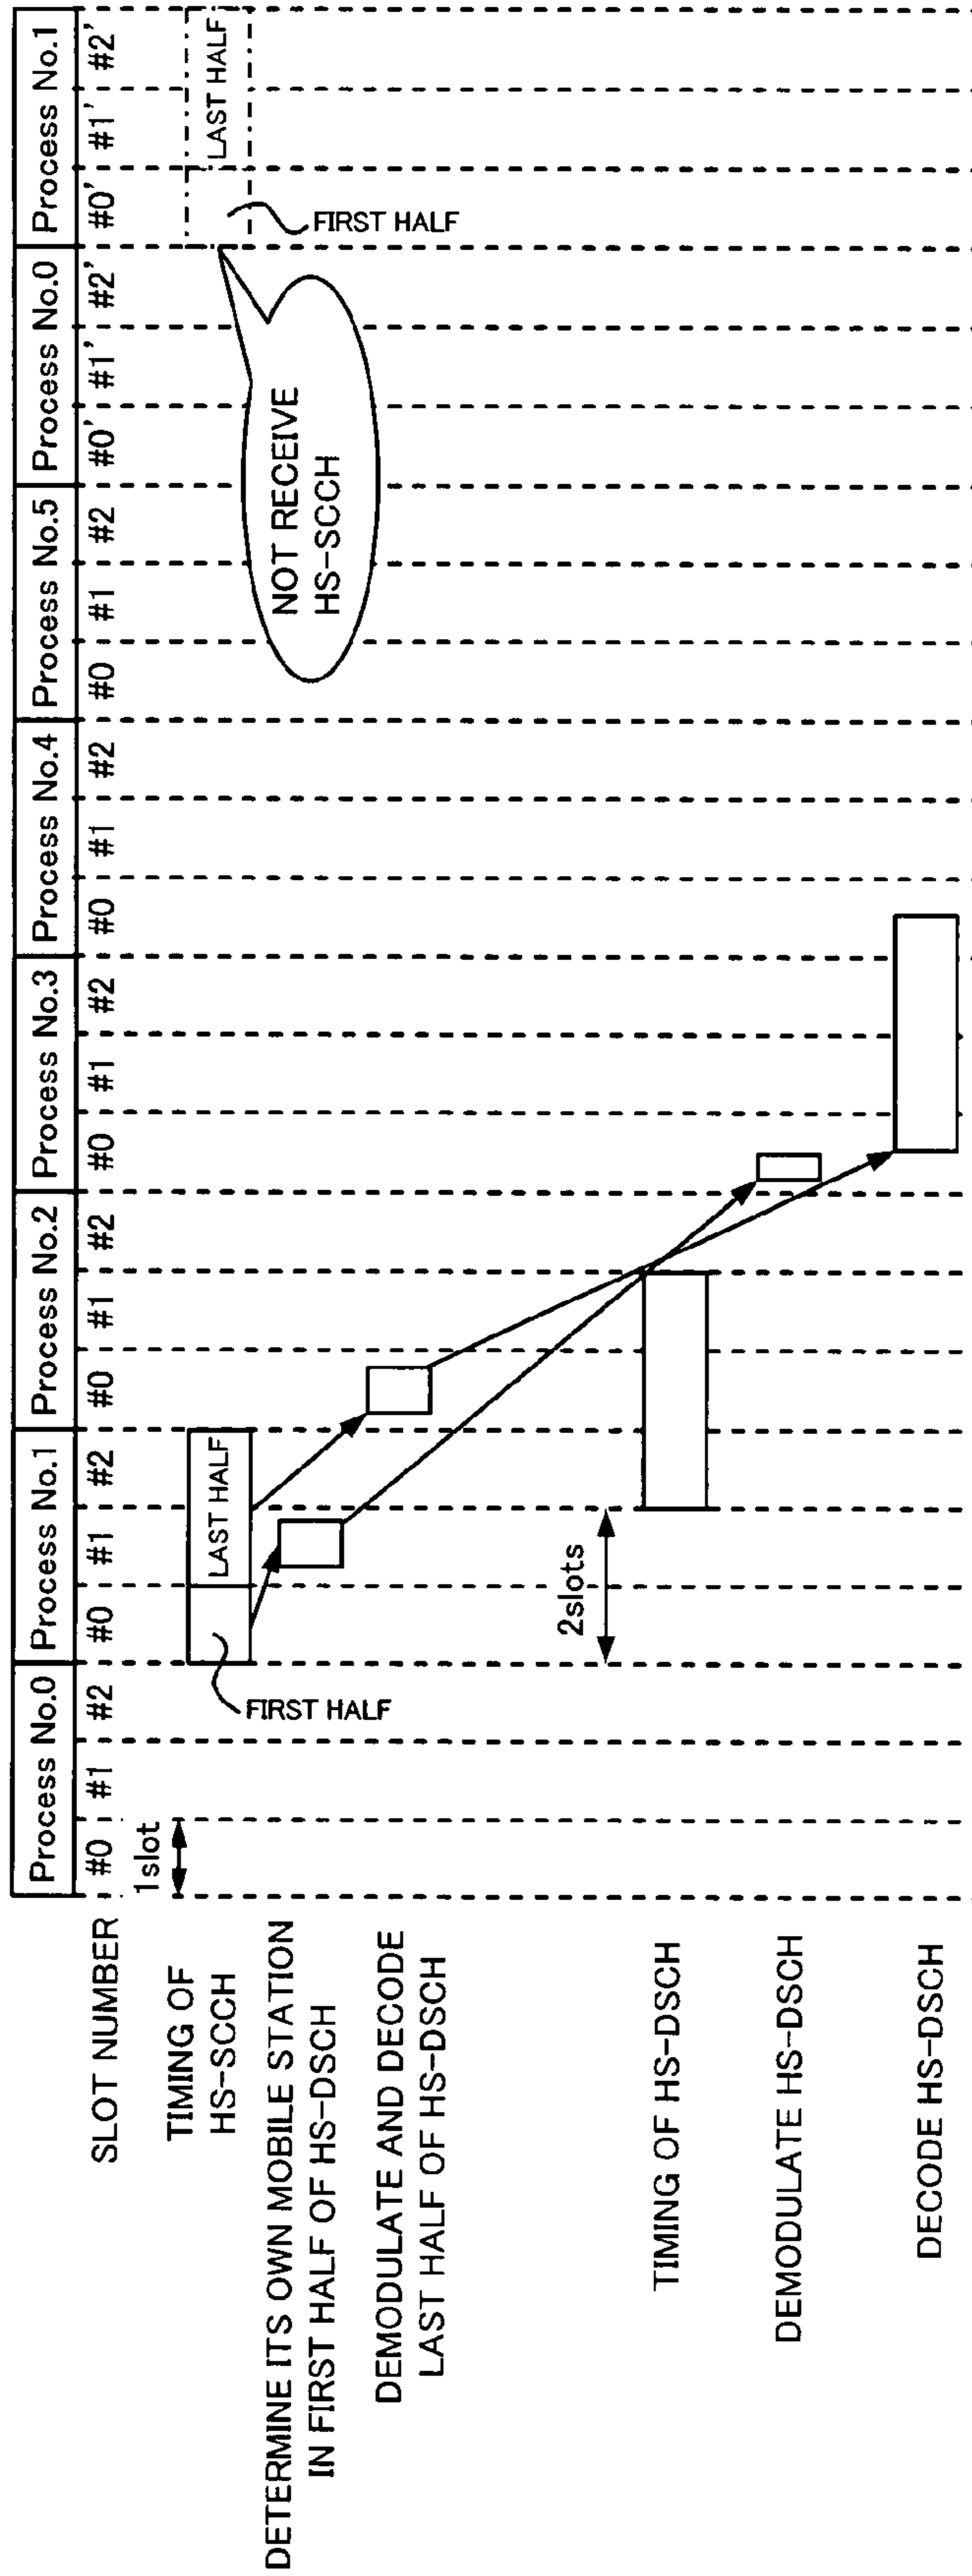 Process No.0 Process No.1 Process No.2 Process No.3 Process No.4 Process No.5 Process No.0 Process No.1
SLOT NUMBER #0 #1 #2 #0 #1 #2 #0 #1 #2 #0 #1 #2 #0 #1 #2 #0 #1 #2 #0' #1' #2' #0' #1' #2'
1slot
TIMING OF
HS-SCCH
LAST HALF
LAST HALF
FIRST HALF
FIRST HALF
NOT RECEIVE
HS-SCCH
DETERMINE ITS OWN MOBILE STATION
IN FIRST HALF OF HS-DSCH
DEMODULATE AND DECODE
LAST HALF OF HS-DSCH
2slots
TIMING OF HS-DSCH
DEMODULATE HS-DSCH
DECODE HS-DSCH